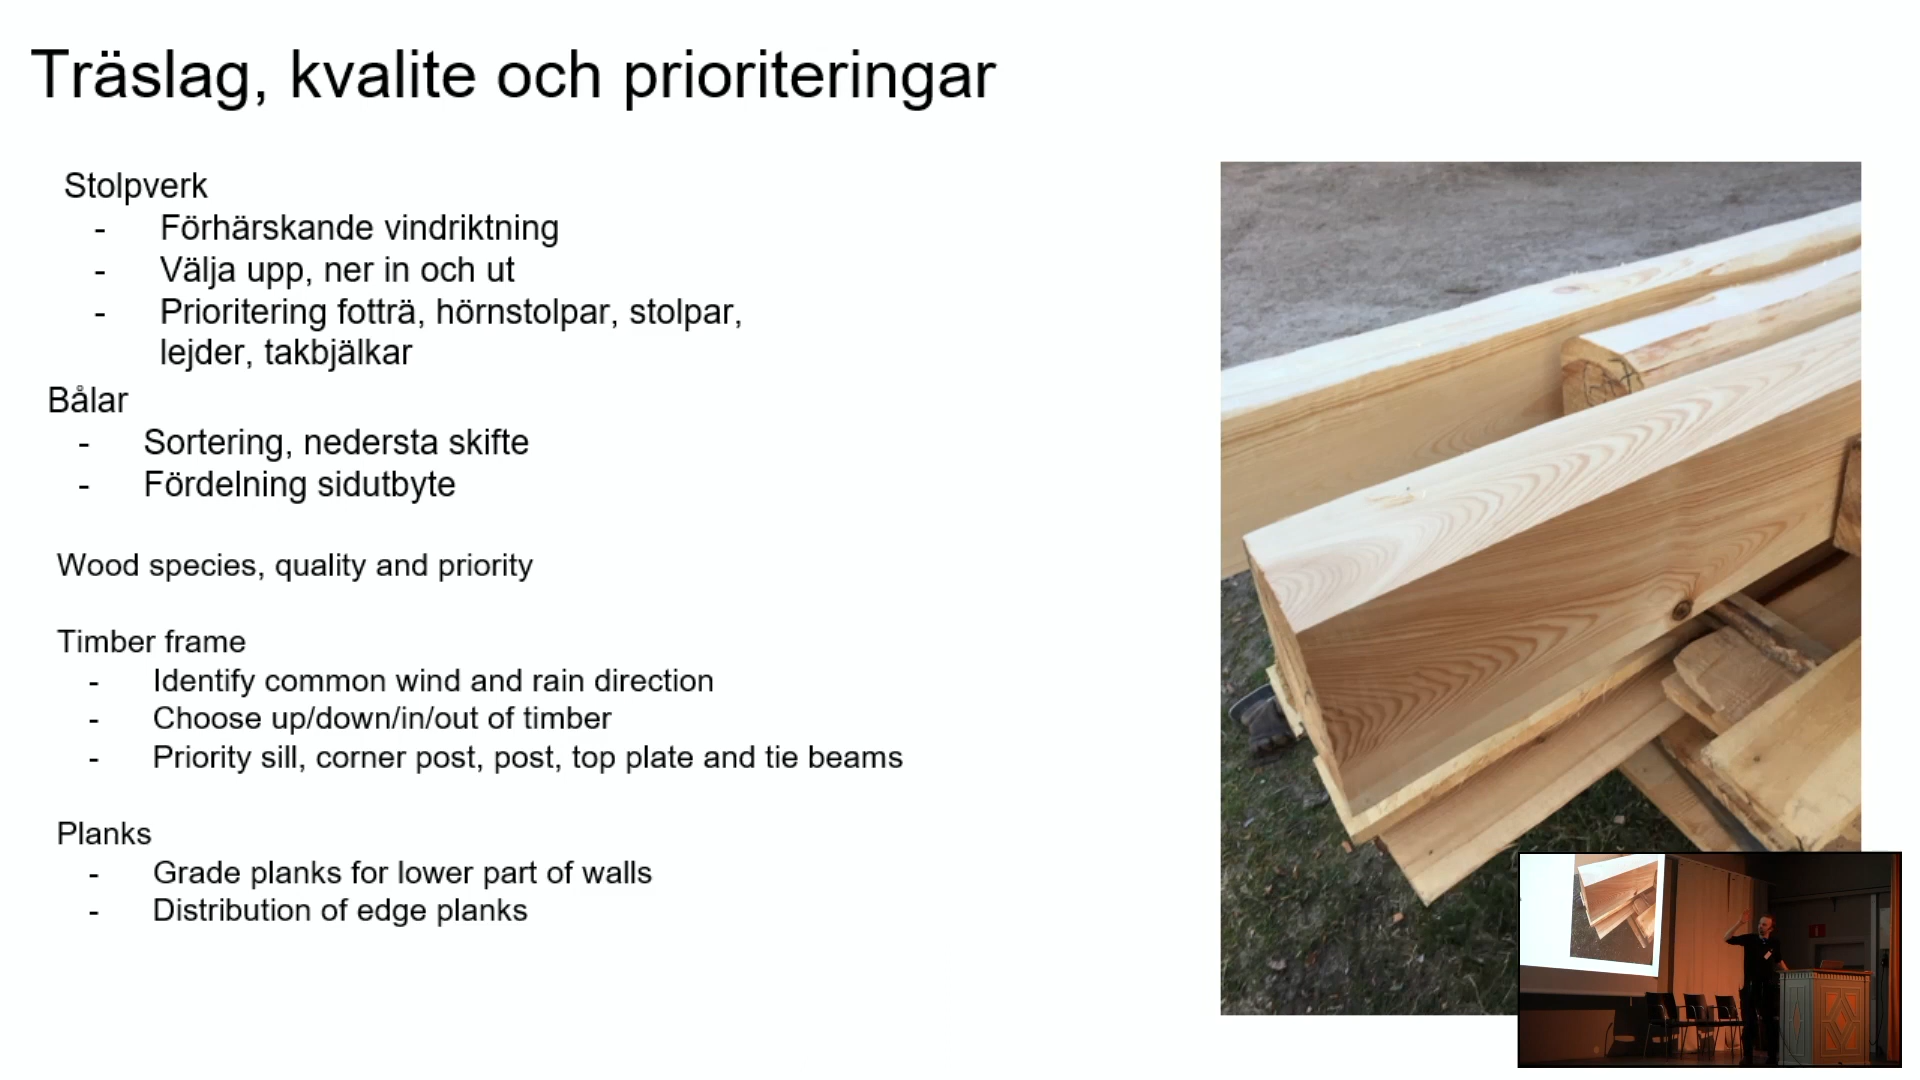 Träslag, kvalite och prioriteringar
Stolpverk
- Förhärskande vindriktning
- Välja upp, ner in och ut
- Prioritering fotträ, hörnstolpar, stolpar,
lejder, takbjälkar
Bålar
- Sortering, nedersta skifte
- Fördelning sidutbyte
Wood species, quality and priority
Timber frame
- Identify common wind and rain direction
- Choose up/down/in/out of timber
- Priority sill, corner post, post, top plate and tie beams
Planks
- Grade planks for lower part of walls
- Distribution of edge planks